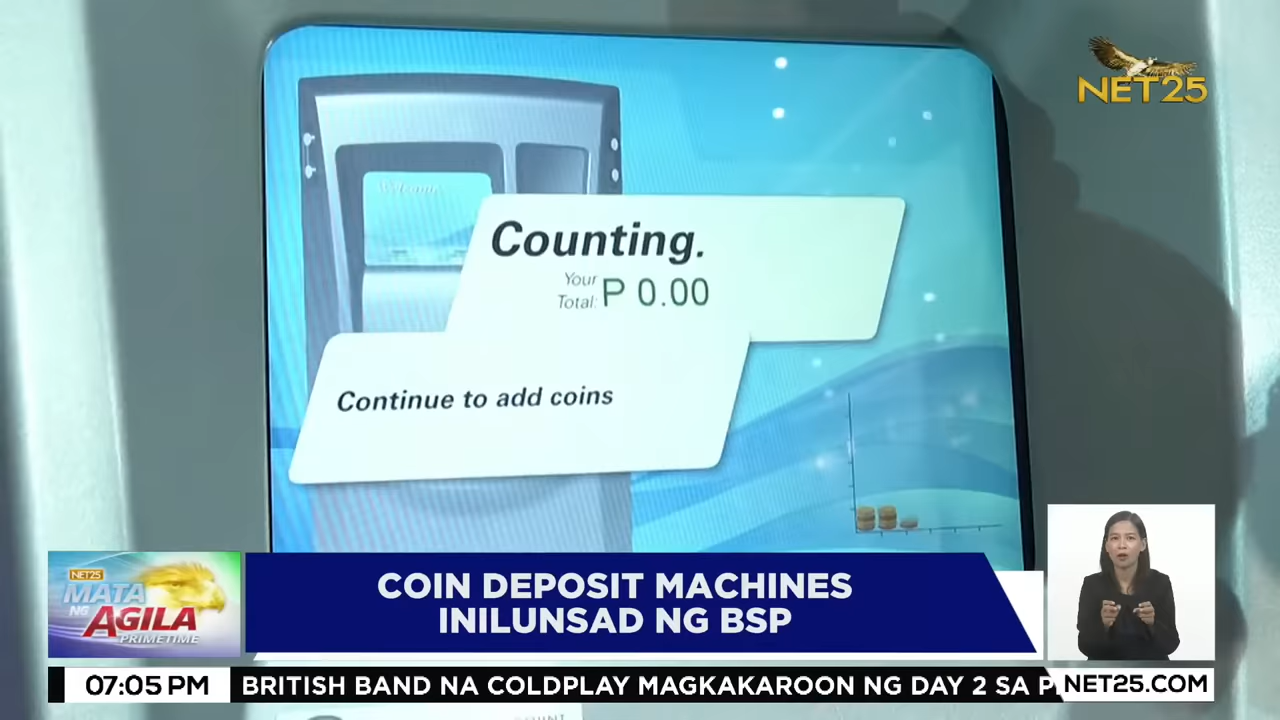 NET25
Welcome
Counting.
Your
Total: P 0.00
Continue to add coins
NET25
MATA
NG
AGILA
PRIMETIME
COIN DEPOSIT MACHINES
INILUNSAD NG BSP
07:05 PM
BRITISH BAND NA COLDPLAY MAGKAKAROON NG DAY 2 SA
NET25.COM